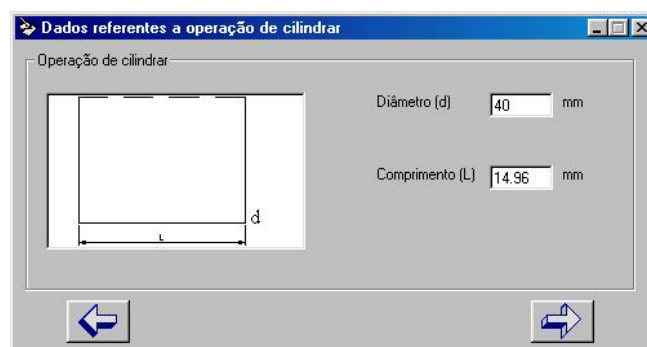 Dados referentes a operação de cilindrar
Operação de cilindrar
Diâmetro (d) 40 mm
Comprimento (L) 14.96 mm
d
L